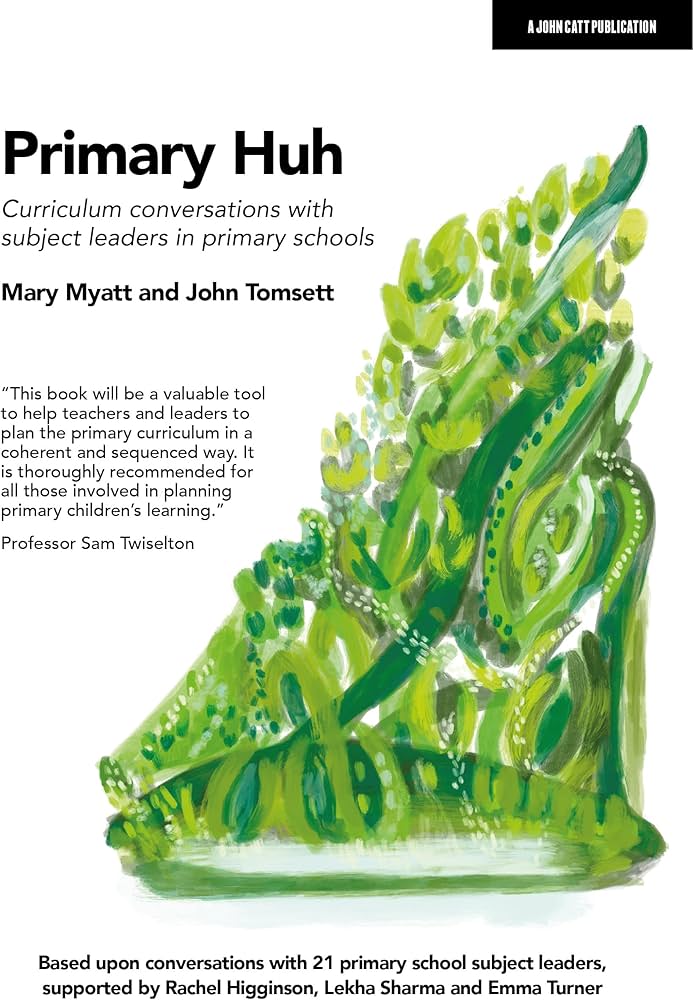 A JOHN CATT PUBLICATION
Primary Huh
Curriculum conversations with
subject leaders in primary schools
Mary Myatt and John Tomsett
“This book will be a valuable tool
to help teachers and leaders to
plan the primary curriculum in a
coherent and sequenced way. It
is thoroughly recommended for
all those involved in planning
primary children’s learning.”
Professor Sam Twiselton
Based upon conversations with 21 primary school subject leaders,
supported by Rachel Higginson, Lekha Sharma and Emma Turner